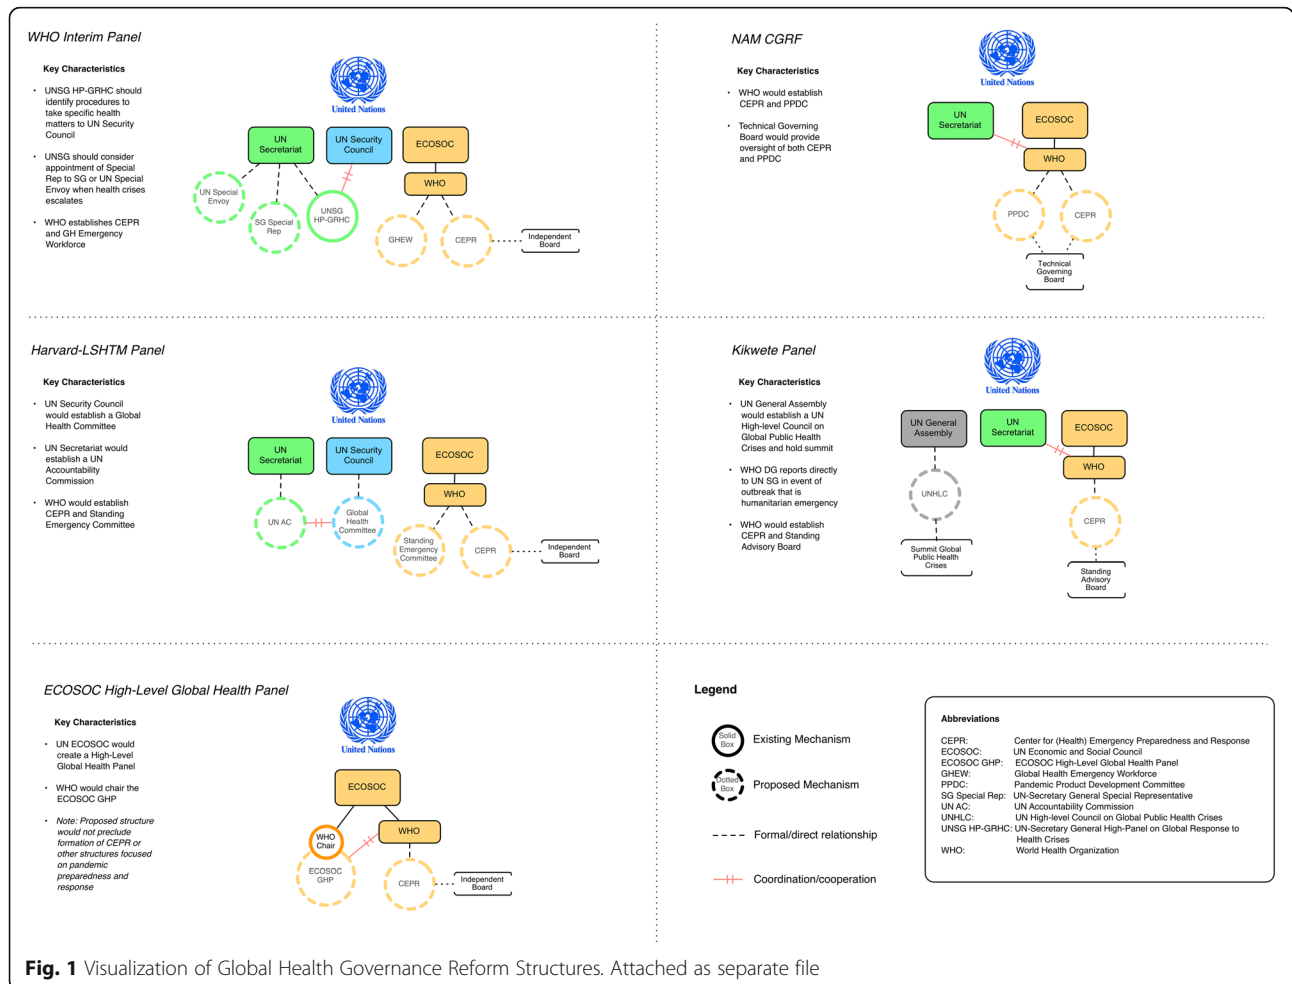 WHO Interim Panel
Key Characteristics
• UNSG HP-GRHC should
identify procedures to
take specific health
matters to UN Security
Council
• UNSG should consider
appointment of Special
Rep to SG or UN Special
Envoy when health crises
escalates
• WHO establishes CEPR
and GH Emergency
Workforce
United Nations
UN
Secretariat
UN Security
Council
ECOSOC
WHO
UN Special
Envoy
SG Special
Rep
UNSG
HP-GRHC
GHEW
CEPR
Independent
Board
NAM CGRF
Key Characteristics
• WHO would establish
CEPR and PPDC
• Technical Governing
Board would provide
oversight of both CEPR
and PPDC
United Nations
UN
Secretariat
ECOSOC
WHO
PPDC
CEPR
Technical
Governing
Board
Harvard-LSHTM Panel
Key Characteristics
• UN Security Council
would establish a Global
Health Committee
• UN Secretariat would
establish a UN
Accountability
Commission
• WHO would establish
CEPR and Standing
Emergency Committee
United Nations
UN
Secretariat
UN Security
Council
ECOSOC
WHO
UN AC
Global
Health
Committee
Standing
Emergency
Committee
CEPR
Independent
Board
Kikwete Panel
Key Characteristics
• UN General Assembly
would establish a UN
High-level Council on
Global Public Health
Crises and hold summit
• WHO DG reports directly
to UN SG in event of
outbreak that is
humanitarian emergency
• WHO would establish
CEPR and Standing
Advisory Board
United Nations
UN General
Assembly
UN
Secretariat
ECOSOC
WHO
UNHLC
CEPR
Summit Global
Public Health
Crises
Standing
Advisory
Board
ECOSOC High-Level Global Health Panel
Key Characteristics
• UN ECOSOC would
create a High-Level
Global Health Panel
• WHO would chair the
ECOSOC GHP
• Note: Proposed structure
would not preclude
formation of CEPR or
other structures focused
on pandemic
preparedness and
response
United Nations
ECOSOC
WHO
Chair
WHO
ECOSOC
GHP
CEPR
Independent
Board
Legend
Solid
Box
Existing Mechanism
Dotted
Box
Proposed Mechanism
Formal/direct relationship
Coordination/cooperation
Abbreviations
CEPR: Center for (Health) Emergency Preparedness and Response
ECOSOC: UN Economic and Social Council
ECOSOC GHP: ECOSOC High-Level Global Health Panel
GHEW: Global Health Emergency Workforce
PPDC: Pandemic Product Development Committee
SG Special Rep: UN-Secretary General Special Representative
UN AC: UN Accountability Commission
UNHLC: UN High-level Council on Global Public Health Crises
UNSG HP-GRHC: UN-Secretary General High-Panel on Global Response to
Health Crises
WHO: World Health Organization
Fig. 1 Visualization of Global Health Governance Reform Structures. Attached as separate file